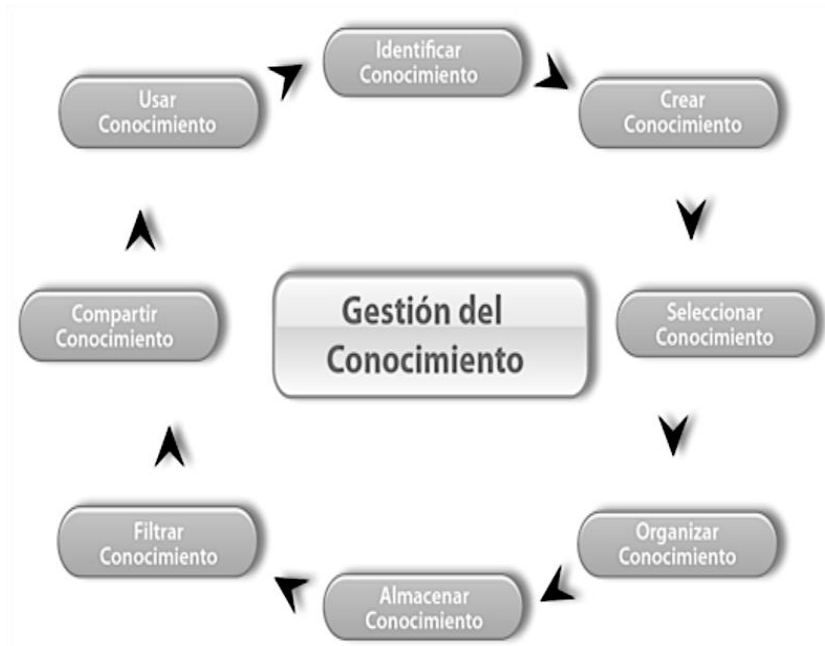 Identificar
Conocimiento
Crear
Conocimiento
Seleccionar
Conocimiento
Organizar
Conocimiento
Almacenar
Conocimiento
Filtrar
Conocimiento
Compartir
Conocimiento
Usar
Conocimiento
Gestión del
Conocimiento